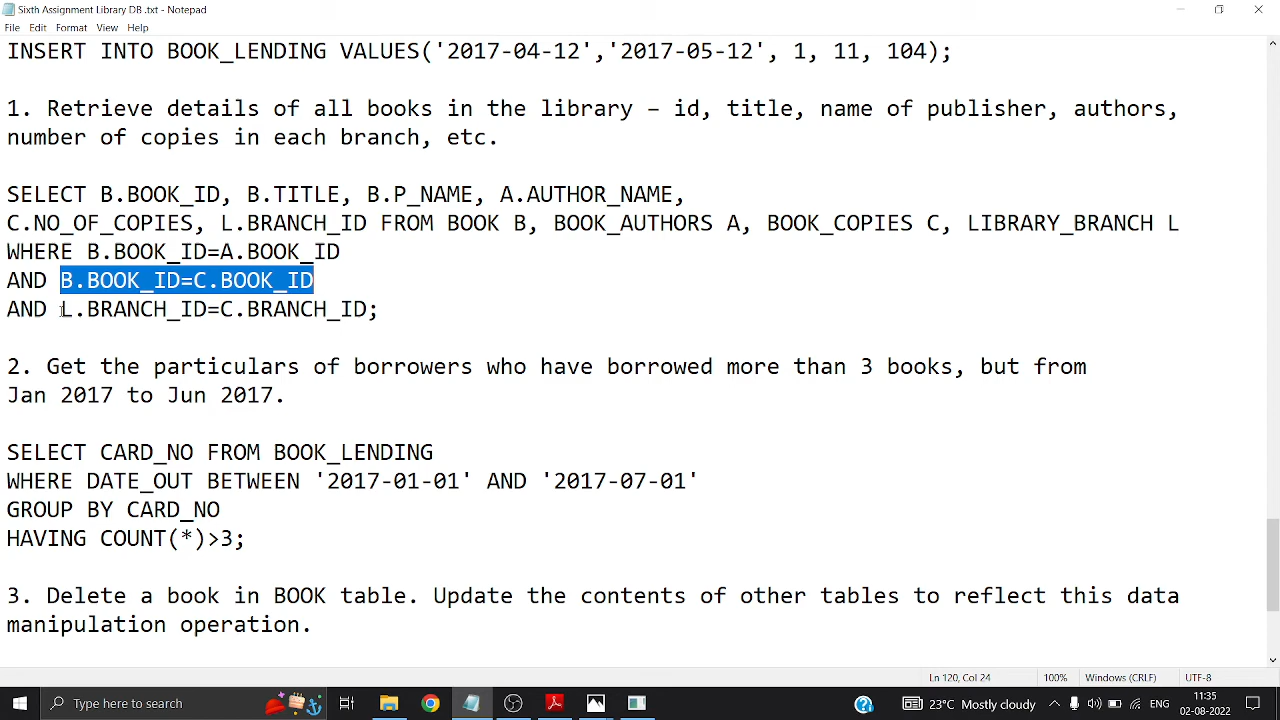 Sixth Assignment Library DB .txt - Notepad
File Edit Format View Help
INSERT INTO BOOK_LENDING VALUES('2017-04-12','2017-05-12', 1, 11, 104);
1. Retrieve details of all books in the library – id, title, name of publisher, authors,
number of copies in each branch, etc.
SELECT B.BOOK_ID, B.TITLE, B.P_NAME, A.AUTHOR_NAME,
C.NO_OF_COPIES, L.BRANCH_ID FROM BOOK B, BOOK_AUTHORS A, BOOK_COPIES C, LIBRARY_BRANCH L
WHERE B.BOOK_ID=A.BOOK_ID
AND B.BOOK_ID=C.BOOK_ID
AND L.BRANCH_ID=C.BRANCH_ID;
2. Get the particulars of borrowers who have borrowed more than 3 books, but from
Jan 2017 to Jun 2017.
SELECT CARD_NO FROM BOOK_LENDING
WHERE DATE_OUT BETWEEN '2017-01-01' AND '2017-07-01'
GROUP BY CARD_NO
HAVING COUNT(*)>3;
3. Delete a book in BOOK table. Update the contents of other tables to reflect this data
manipulation operation.
Ln 120, Col 24 100% Windows (CRLF) UTF-8
Type here to search 23°C Mostly cloudy ENG 11:35
02-08-2022